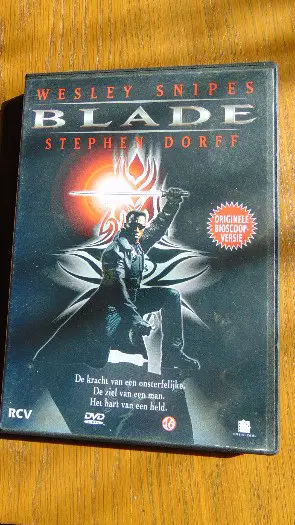 WESLEY SNIPES
BLADE
STEPHEN DORFF
ORIGINELE
BIOSCOOP-
VERSIE
De kracht van een onsterfelijke.
De ziel van een man.
Het hart van een held.
RCV
DVD
16